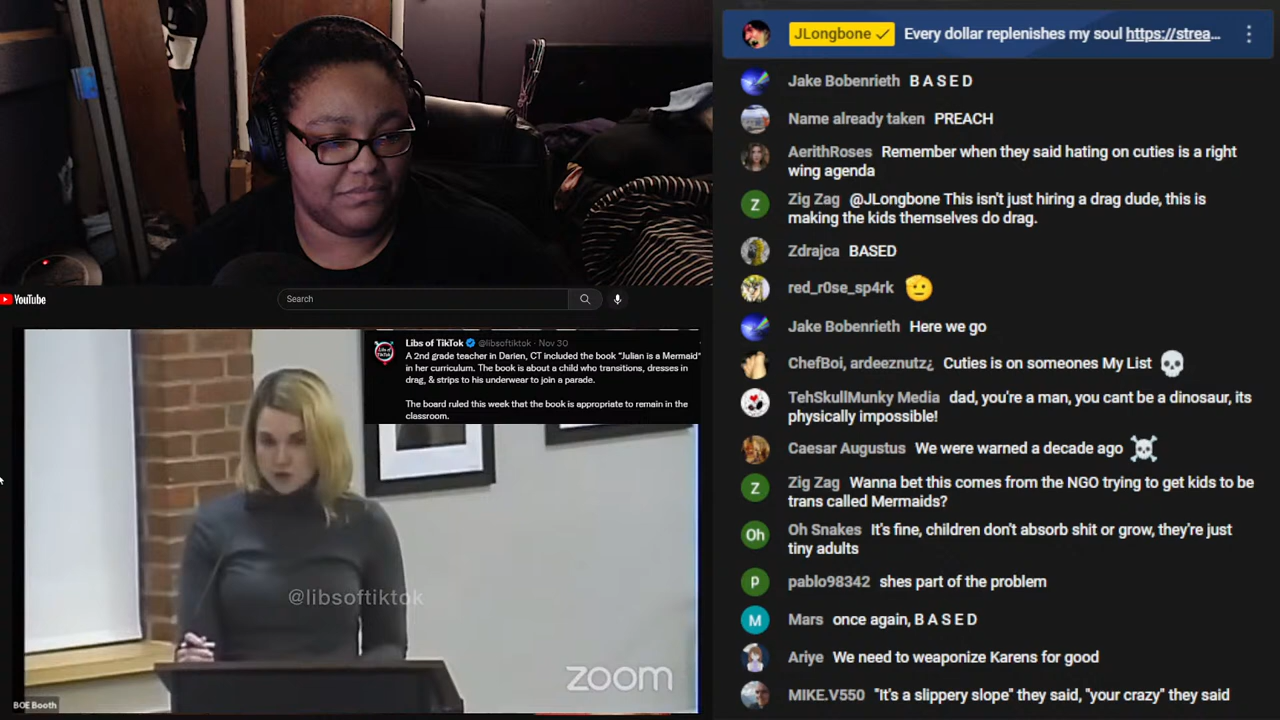 JLongbone ✓ Every dollar replenishes my soul https://strea...
Jake Bobenrieth B A S E D
Name already taken PREACH
AerithRoses Remember when they said hating on cuties is a right
wing agenda
Z Zig Zag @JLongbone This isn't just hiring a drag dude, this is
making the kids themselves do drag.
Zdrajca BASED
red_r0se_sp4rk 🫡
Jake Bobenrieth Here we go
ChefBoi, ardeeznutz¿ Cuties is on someones My List 💀
TehSkullMunky Media dad, you're a man, you cant be a dinosaur, its
physically impossible!
Caesar Augustus We were warned a decade ago ☠️
Z Zig Zag Wanna bet this comes from the NGO trying to get kids to be
trans called Mermaids?
Oh Oh Snakes It's fine, children don't absorb shit or grow, they're just
tiny adults
P pablo98342 shes part of the problem
M Mars once again, B A S E D
Ariye We need to weaponize Karens for good
MIKE.V550 "It's a slippery slope" they said, "your crazy" they said
YouTube
Search
Libs of TikTok @libsoftiktok · Nov 30
A 2nd grade teacher in Darien, CT included the book "Julian is a Mermaid"
in her curriculum. The book is about a child who transitions, dresses in
drag, & strips to his underwear to join a parade.
The board ruled this week that the book is appropriate to remain in the
classroom.
@libsoftiktok
zoom
BOE Booth